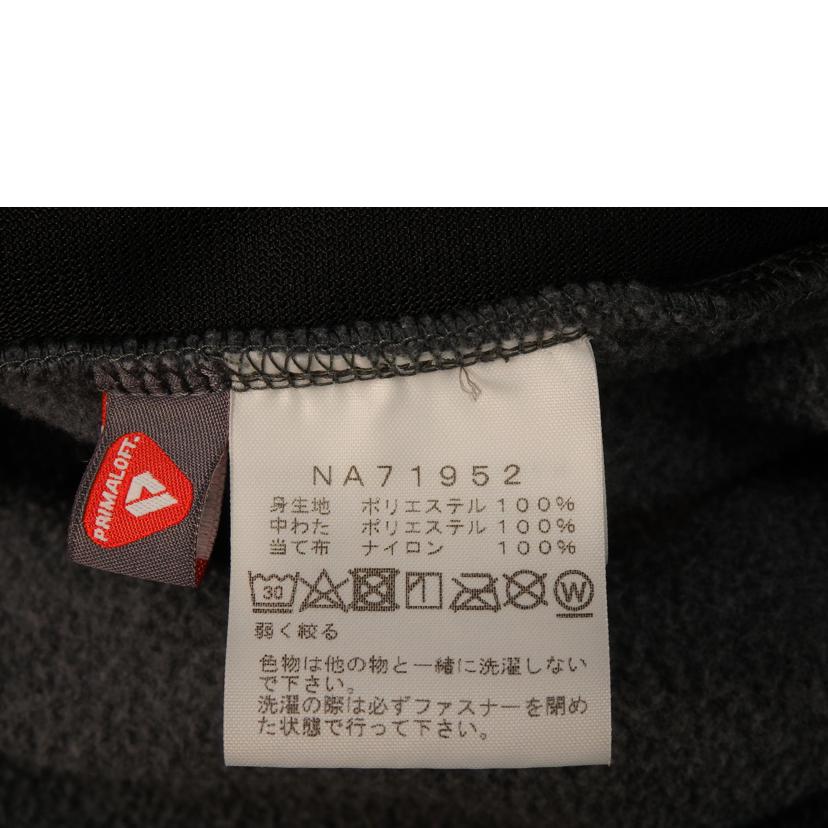 PRIMALOFT.
NA71952
身生地 ポリエステル 100%
中わた ポリエステル 100%
当て布 ナイロン 100%
30 W
弱く絞る
色物は他の物と一緒に洗濯しない
で下さい。
洗濯の際は必ずファスナーを閉め
た状態で行って下さい。